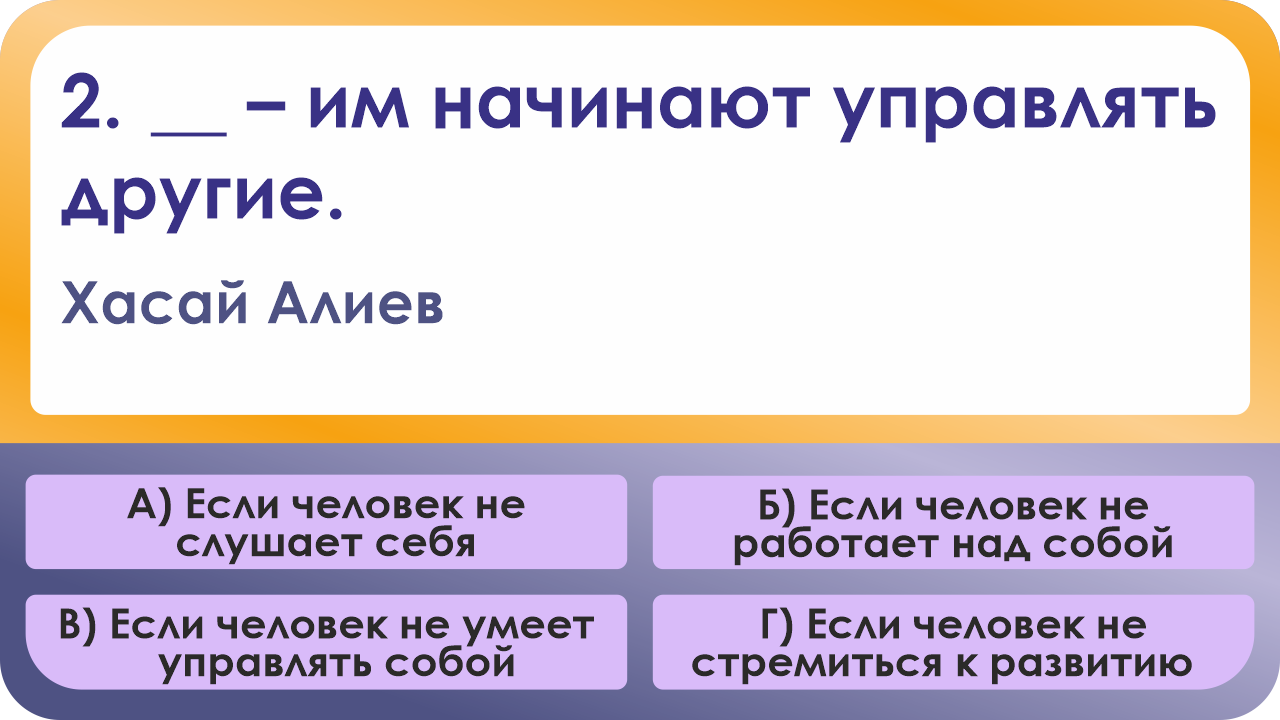 2. __ – им начинают управлять
другие.
Хасай Алиев
А) Если человек не
слушает себя
Б) Если человек не
работает над собой
В) Если человек не умеет
управлять собой
Г) Если человек не
стремиться к развитию